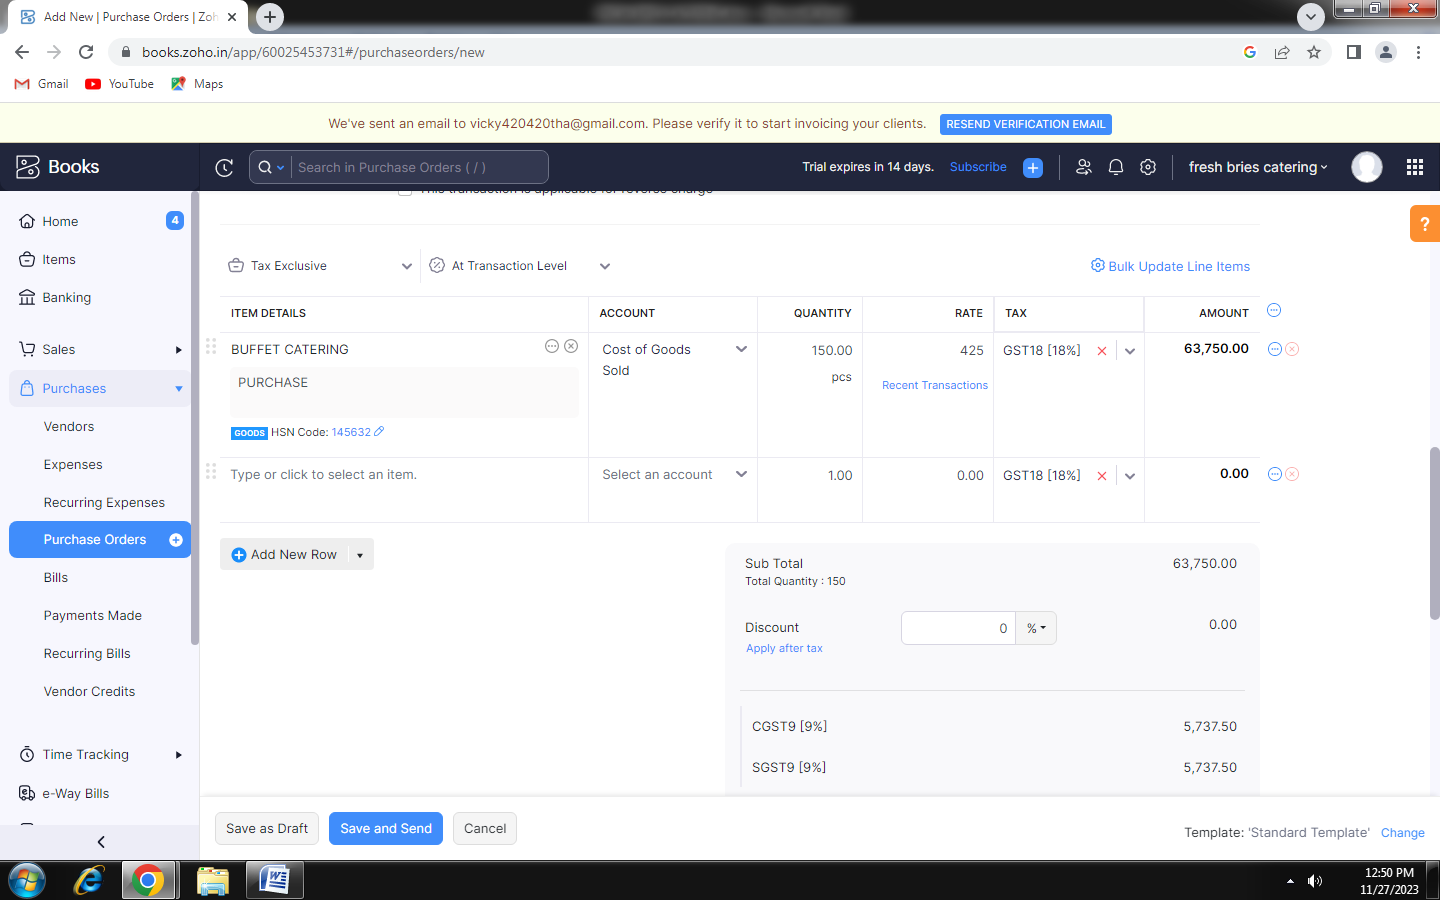 Add New | Purchase Orders | Zoh
books.zoho.in/app/60025453731#/purchaseorders/new
Gmail YouTube Maps
We've sent an email to vicky420420tha@gmail.com. Please verify it to start invoicing your clients. RESEND VERIFICATION EMAIL
Books Search in Purchase Orders ( / ) Trial expires in 14 days. Subscribe fresh bries catering
This transaction is applicable for reverse charge
Home 4
Items
Banking
Sales
Purchases
Vendors
Expenses
Recurring Expenses
Purchase Orders
Bills
Payments Made
Recurring Bills
Vendor Credits
Time Tracking
e-Way Bills
Tax Exclusive At Transaction Level Bulk Update Line Items
ITEM DETAILS ACCOUNT QUANTITY RATE TAX AMOUNT
BUFFET CATERING Cost of Goods Sold 150.00 425 GST18 [18%] 63,750.00
pcs
PURCHASE Recent Transactions
GOODS HSN Code: 145632
Type or click to select an item. Select an account 1.00 0.00 GST18 [18%] 0.00
Add New Row
Sub Total 63,750.00
Total Quantity : 150
Discount 0 % 0.00
Apply after tax
CGST9 [9%] 5,737.50
SGST9 [9%] 5,737.50
Save as Draft Save and Send Cancel Template: 'Standard Template' Change
?
12:50 PM
11/27/2023